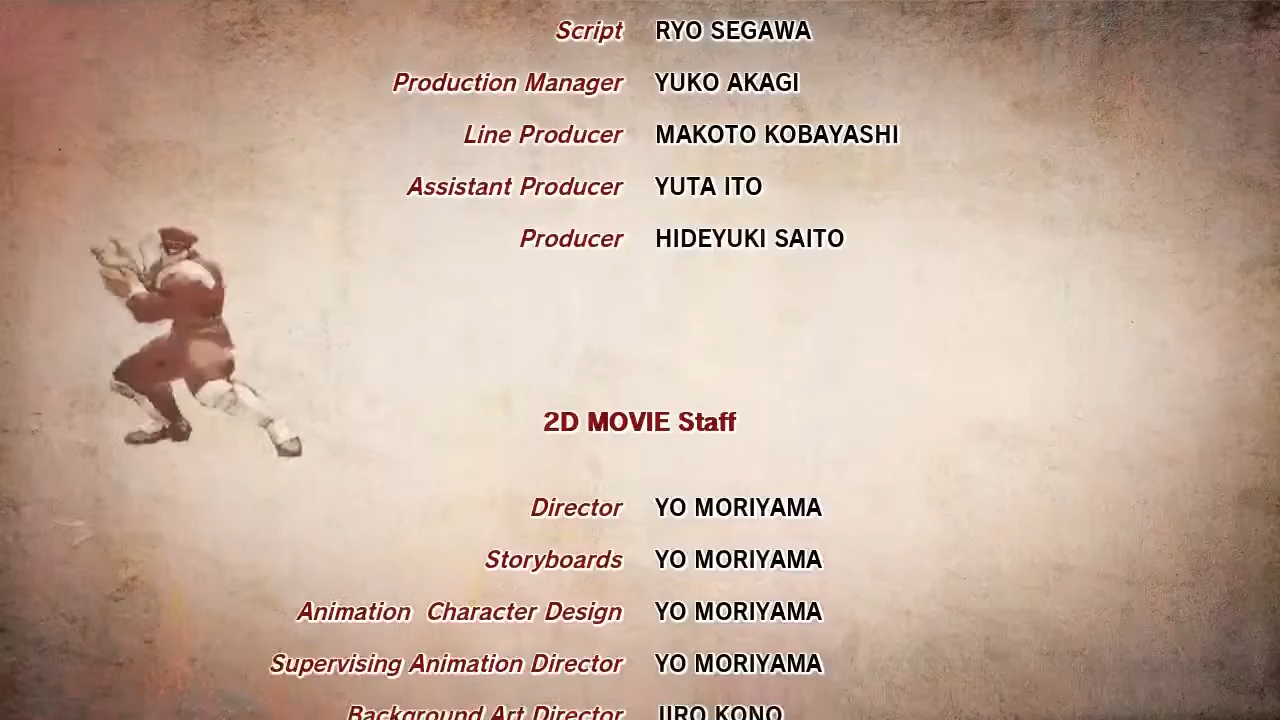 Script RYO SEGAWA
Production Manager YUKO AKAGI
Line Producer MAKOTO KOBAYASHI
Assistant Producer YUTA ITO
Producer HIDEYUKI SAITO
2D MOVIE Staff
Director YO MORIYAMA
Storyboards YO MORIYAMA
Animation Character Design YO MORIYAMA
Supervising Animation Director YO MORIYAMA
Background Art Director JIRO KONO